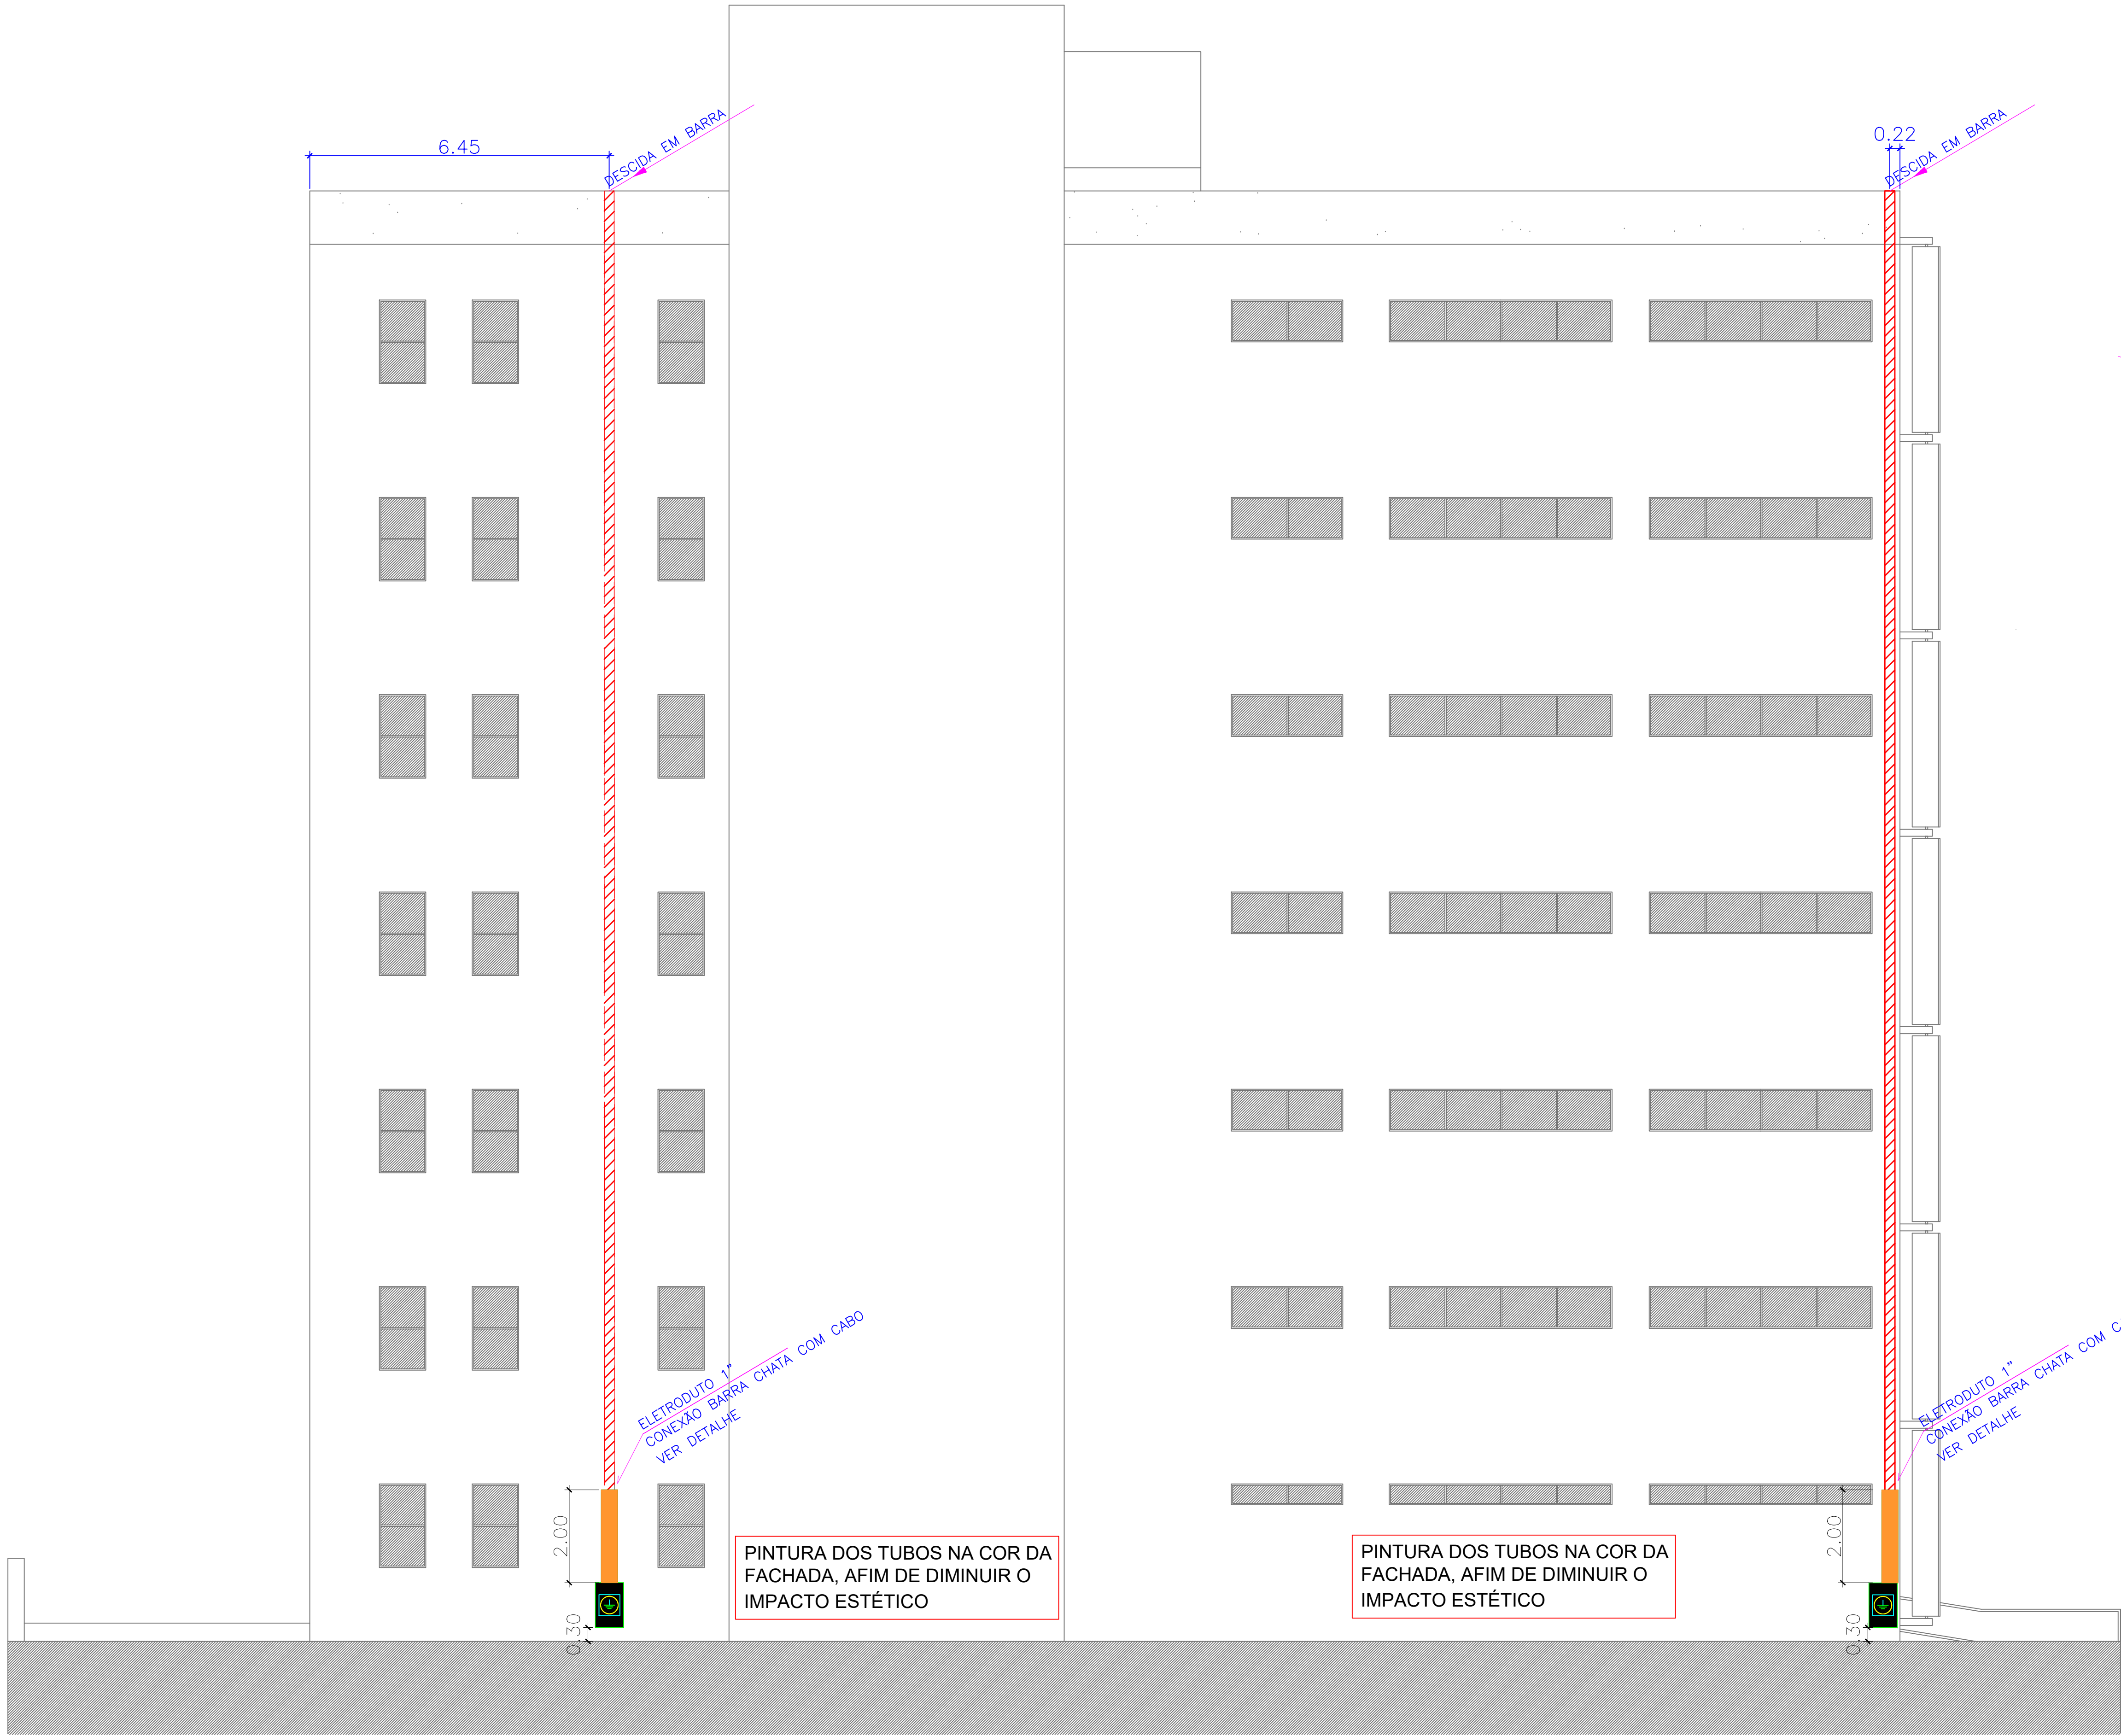 6.45
DESCIDA EM BARRA
0.22
DESCIDA EM BARRA
ELETRODUTO 1"
CONEXÃO BARRA CHATA COM CABO
VER DETALHE
ELETRODUTO 1"
CONEXÃO BARRA CHATA COM C
VER DETALHE
2.00
0.30
PINTURA DOS TUBOS NA COR DA
FACHADA, AFIM DE DIMINUIR O
IMPACTO ESTÉTICO
PINTURA DOS TUBOS NA COR DA
FACHADA, AFIM DE DIMINUIR O
IMPACTO ESTÉTICO
2.00
0.30